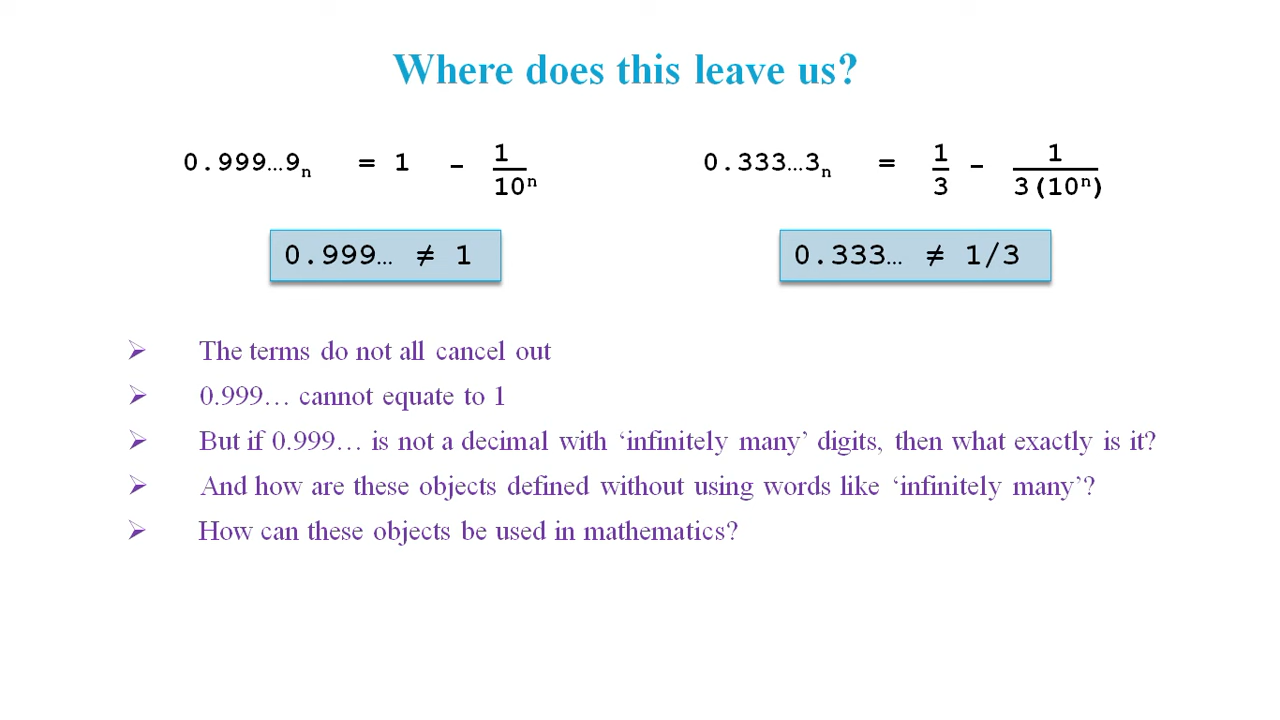 Where does this leave us?
0.999…9n = 1 - 1/10ⁿ
0.333…3n = 1/3 - 1/3(10ⁿ)
0.999… ≠ 1
0.333… ≠ 1/3
➢ The terms do not all cancel out
➢ 0.999… cannot equate to 1
➢ But if 0.999… is not a decimal with ‘infinitely many’ digits, then what exactly is it?
➢ And how are these objects defined without using words like ‘infinitely many’?
➢ How can these objects be used in mathematics?